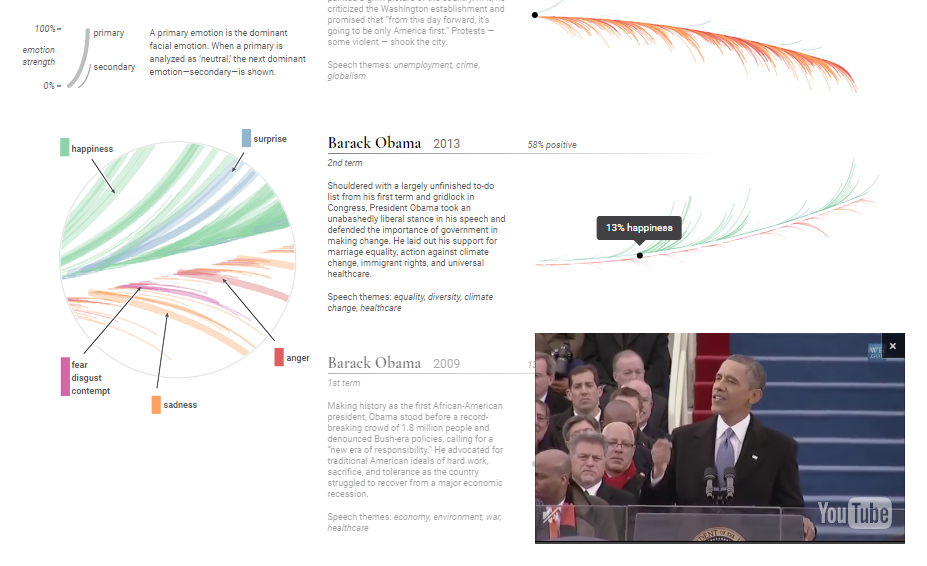 100%
emotion
strength
0%
primary
secondary
A primary emotion is the dominant
facial emotion. When a primary is
analyzed as 'neutral,' the next dominant
emotion—secondary—is shown.
happiness
surprise
anger
fear
disgust
contempt
sadness
criticized the Washington establishment and
promised that "from this day forward, it's
going to be only America first." Protests —
some violent — shook the city.
Speech themes: unemployment, crime,
globalism
Barack Obama 2013 58% positive
2nd term
Shouldered with a largely unfinished to-do
list from his first term and gridlock in
Congress, President Obama took an
unabashedly liberal stance in his speech and
defended the importance of government in
making change. He laid out his support for
marriage equality, action against climate
change, immigrant rights, and universal
healthcare.
Speech themes: equality, diversity, climate
change, healthcare
13% happiness
Barack Obama 2009
1st term
Making history as the first African-American
president, Obama stood before a record-
breaking crowd of 1.8 million people and
denounced Bush-era policies, calling for a
"new era of responsibility." He advocated for
traditional American ideals of hard work,
sacrifice, and tolerance as the country
struggled to recover from a major economic
recession.
Speech themes: economy, environment, war,
healthcare
×
YouTube